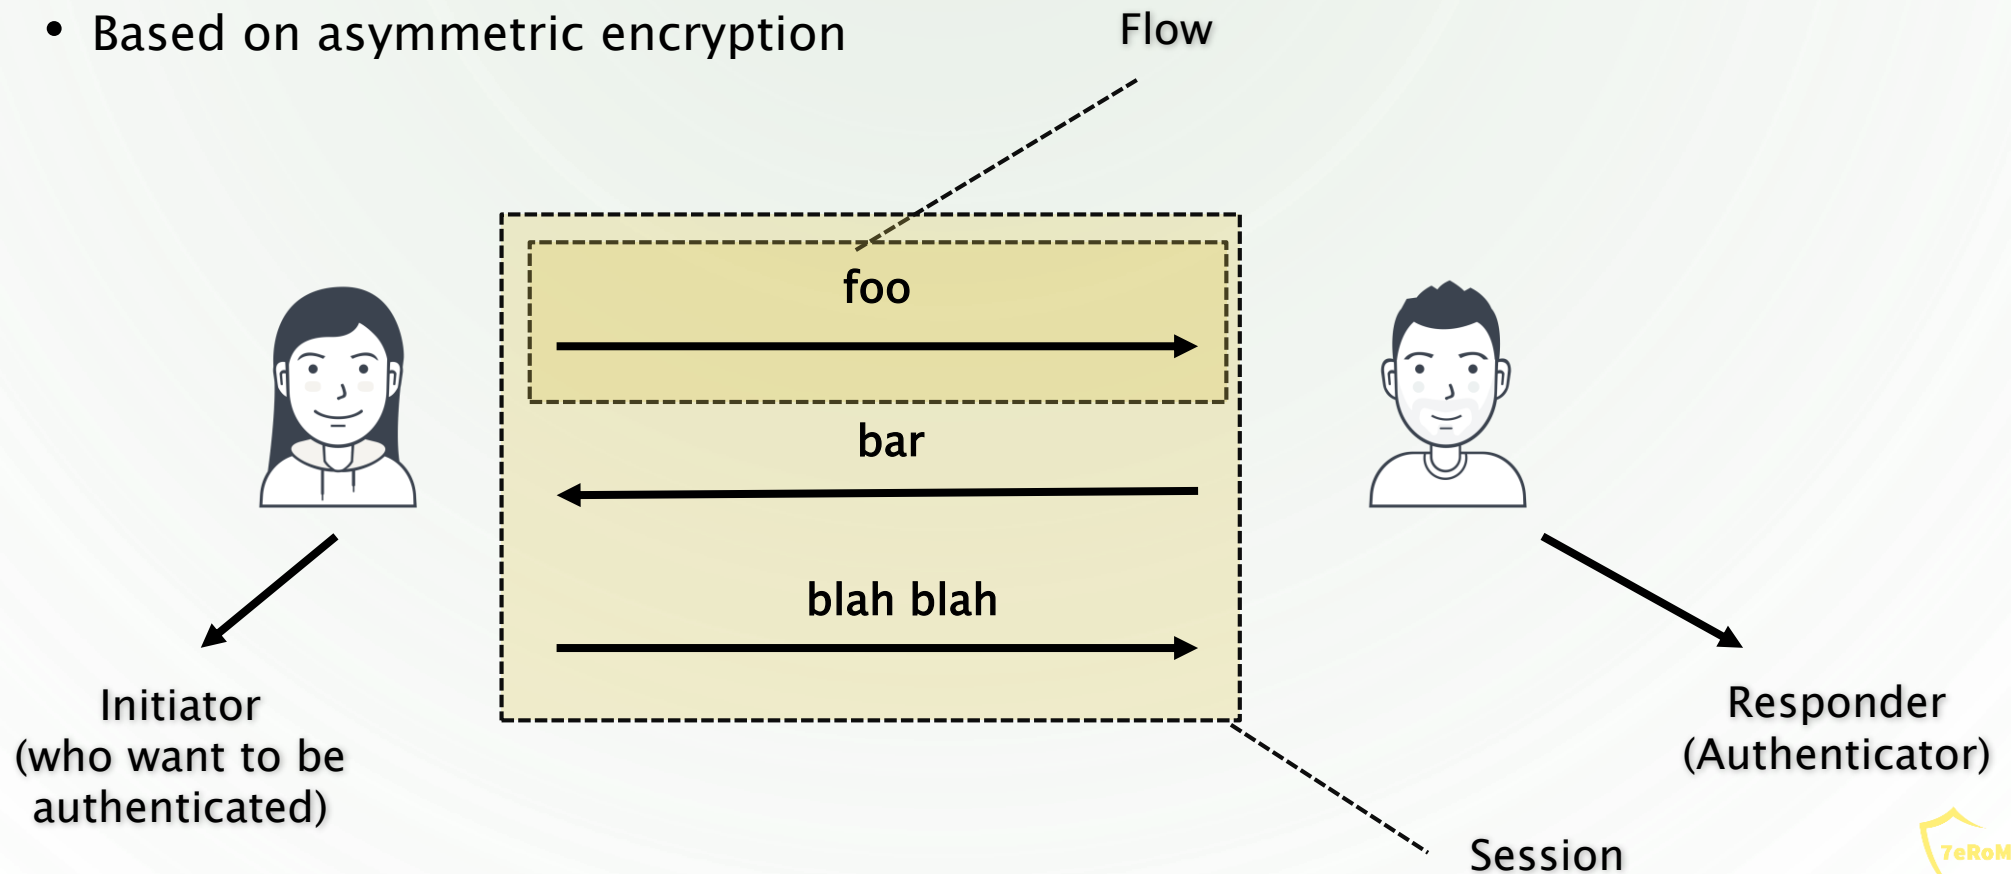 • Based on asymmetric encryption
Flow
foo
bar
blah blah
Initiator
(who want to be
authenticated)
Responder
(Authenticator)
Session
7eRoM